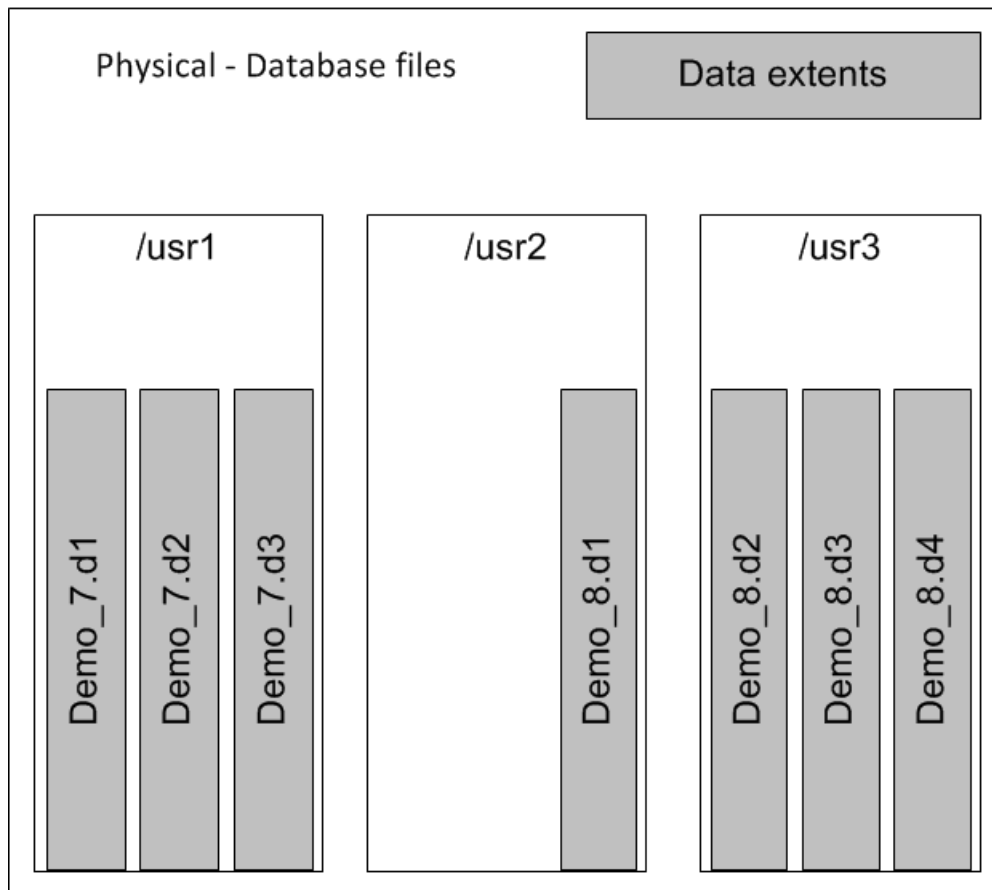 Physical - Database files
Data extents
/usr1
Demo_7.d1
Demo_7.d2
Demo_7.d3
/usr2
Demo_8.d1
/usr3
Demo_8.d2
Demo_8.d3
Demo_8.d4